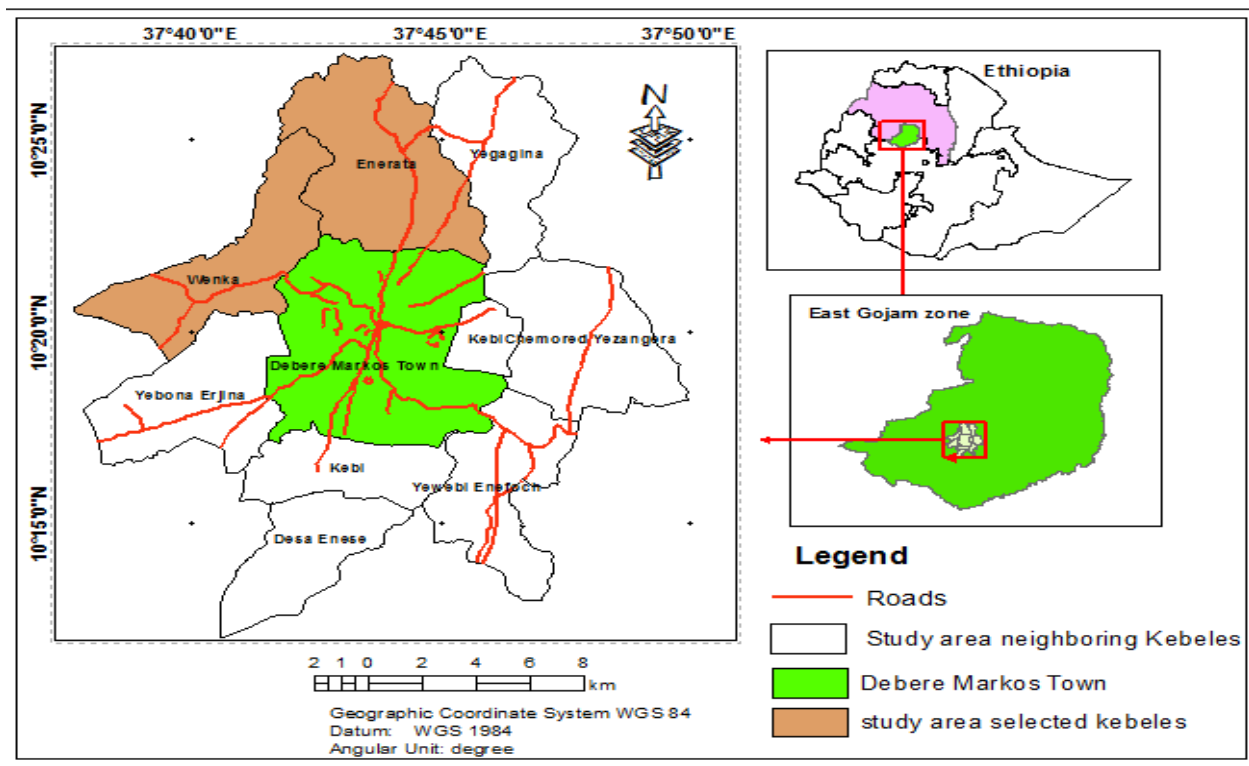 37°40'0"E 37°45'0"E 37°50'0"E
10°25'0"N
10°20'0"N
10°15'0"N
N
Enerata
Yegagina
Wenka
Kebi Chemored Yezangera
Debere Markos Town
Yebona Erjina
Kebi
Yewebi Enefoch
Desa Enese
2 1 0 2 4 6 8
km
Geographic Coordinate System WGS 84
Datum: WGS 1984
Angular Unit: degree
Ethiopia
East Gojam zone
Legend
Roads
Study area neighboring Kebeles
Debere Markos Town
study area selected kebeles